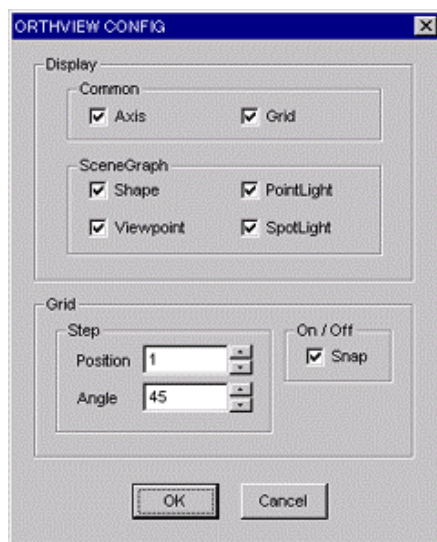 ORTHVIEW CONFIG
Display
Common
Axis Grid
SceneGraph
Shape PointLight
Viewpoint SpotLight
Grid
Step On / Off
Position 1 Snap
Angle 45
OK Cancel